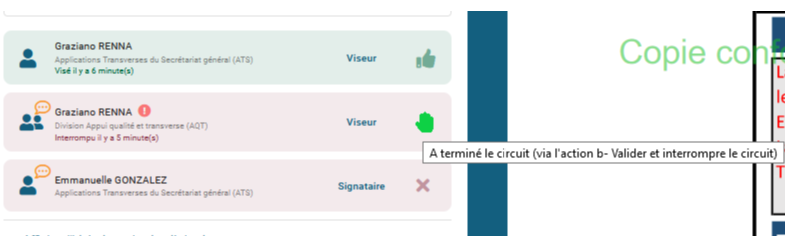 Graziano RENNA
Applications Transverses du Secrétariat général (ATS)
Visé il y a 6 minute(s)
Viseur
Graziano RENNA
Division Appui qualité et transverse (AQT)
Interrompu il y a 5 minute(s)
Viseur
A terminé le circuit (via l'action b- Valider et interrompre le circuit)
Emmanuelle GONZALEZ
Applications Transverses du Secrétariat général (ATS)
Signataire
Copie conf